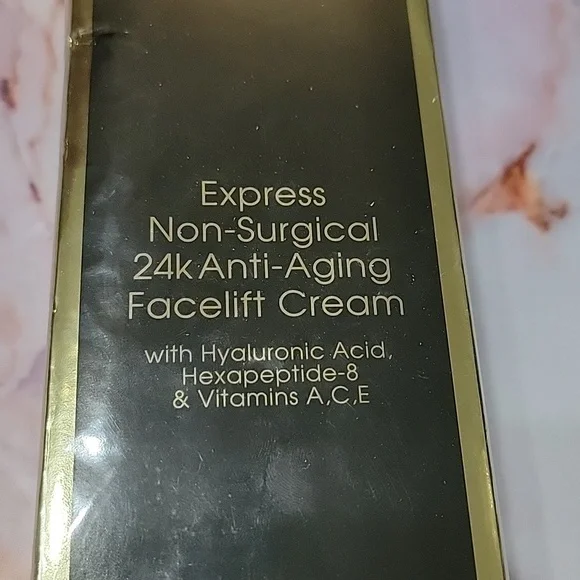 Express
Non-Surgical
24k Anti-Aging
Facelift Cream
with Hyaluronic Acid,
Hexapeptide-8
& Vitamins A,C,E